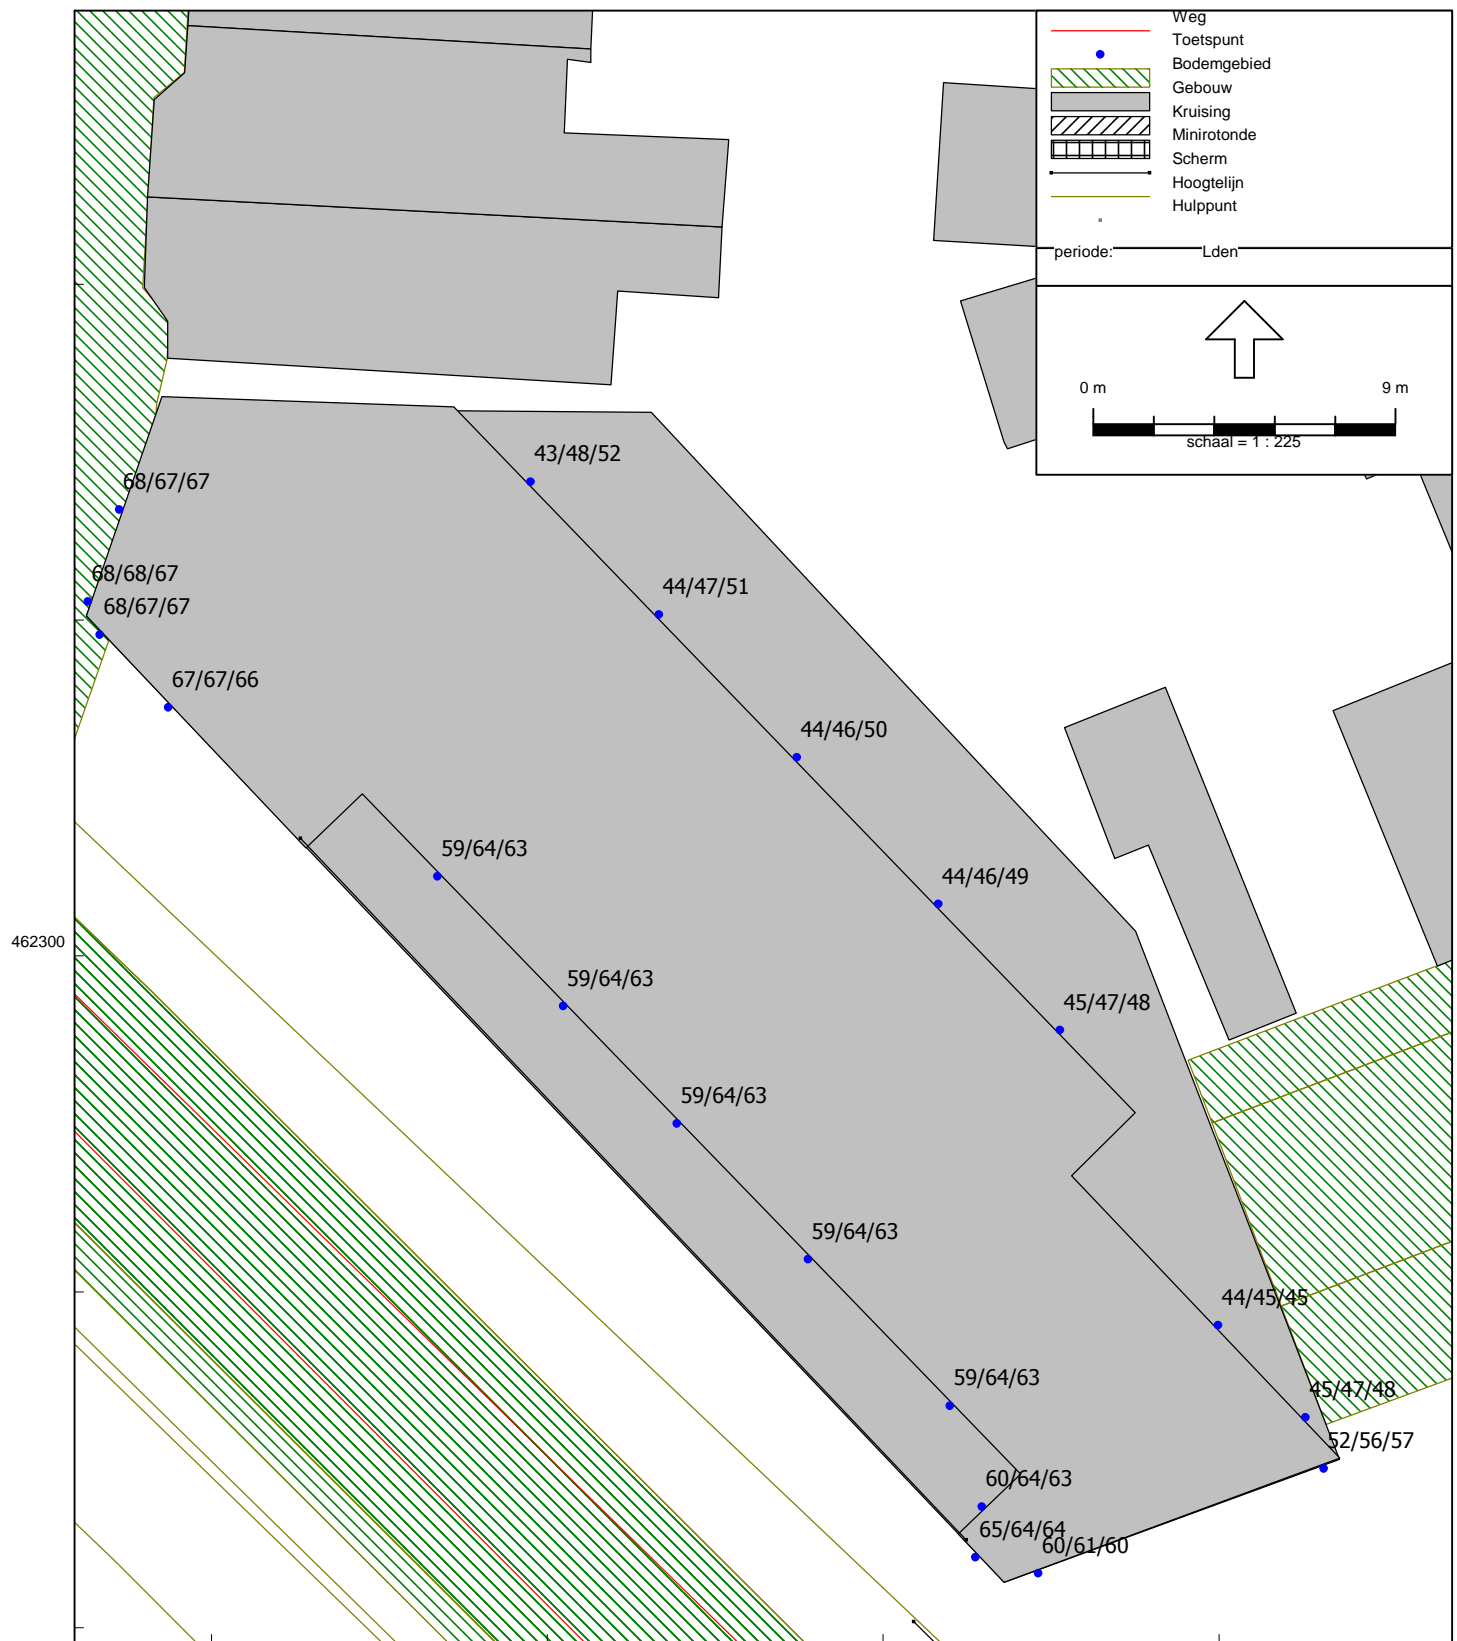 Weg
Toetspunt
Bodemgebied
Gebouw
Kruising
Minirotonde
Scherm
Hoogtelijn
Hulppunt
periode: Lden
0 m 9 m
schaal = 1 : 225
43/48/52
68/67/67
68/68/67
44/47/51
68/67/67
67/67/66
44/46/50
59/64/63
44/46/49
462300
59/64/63
45/47/48
59/64/63
59/64/63
44/45/45
59/64/63
45/47/48
52/56/57
60/64/63
65/64/64
60/61/60